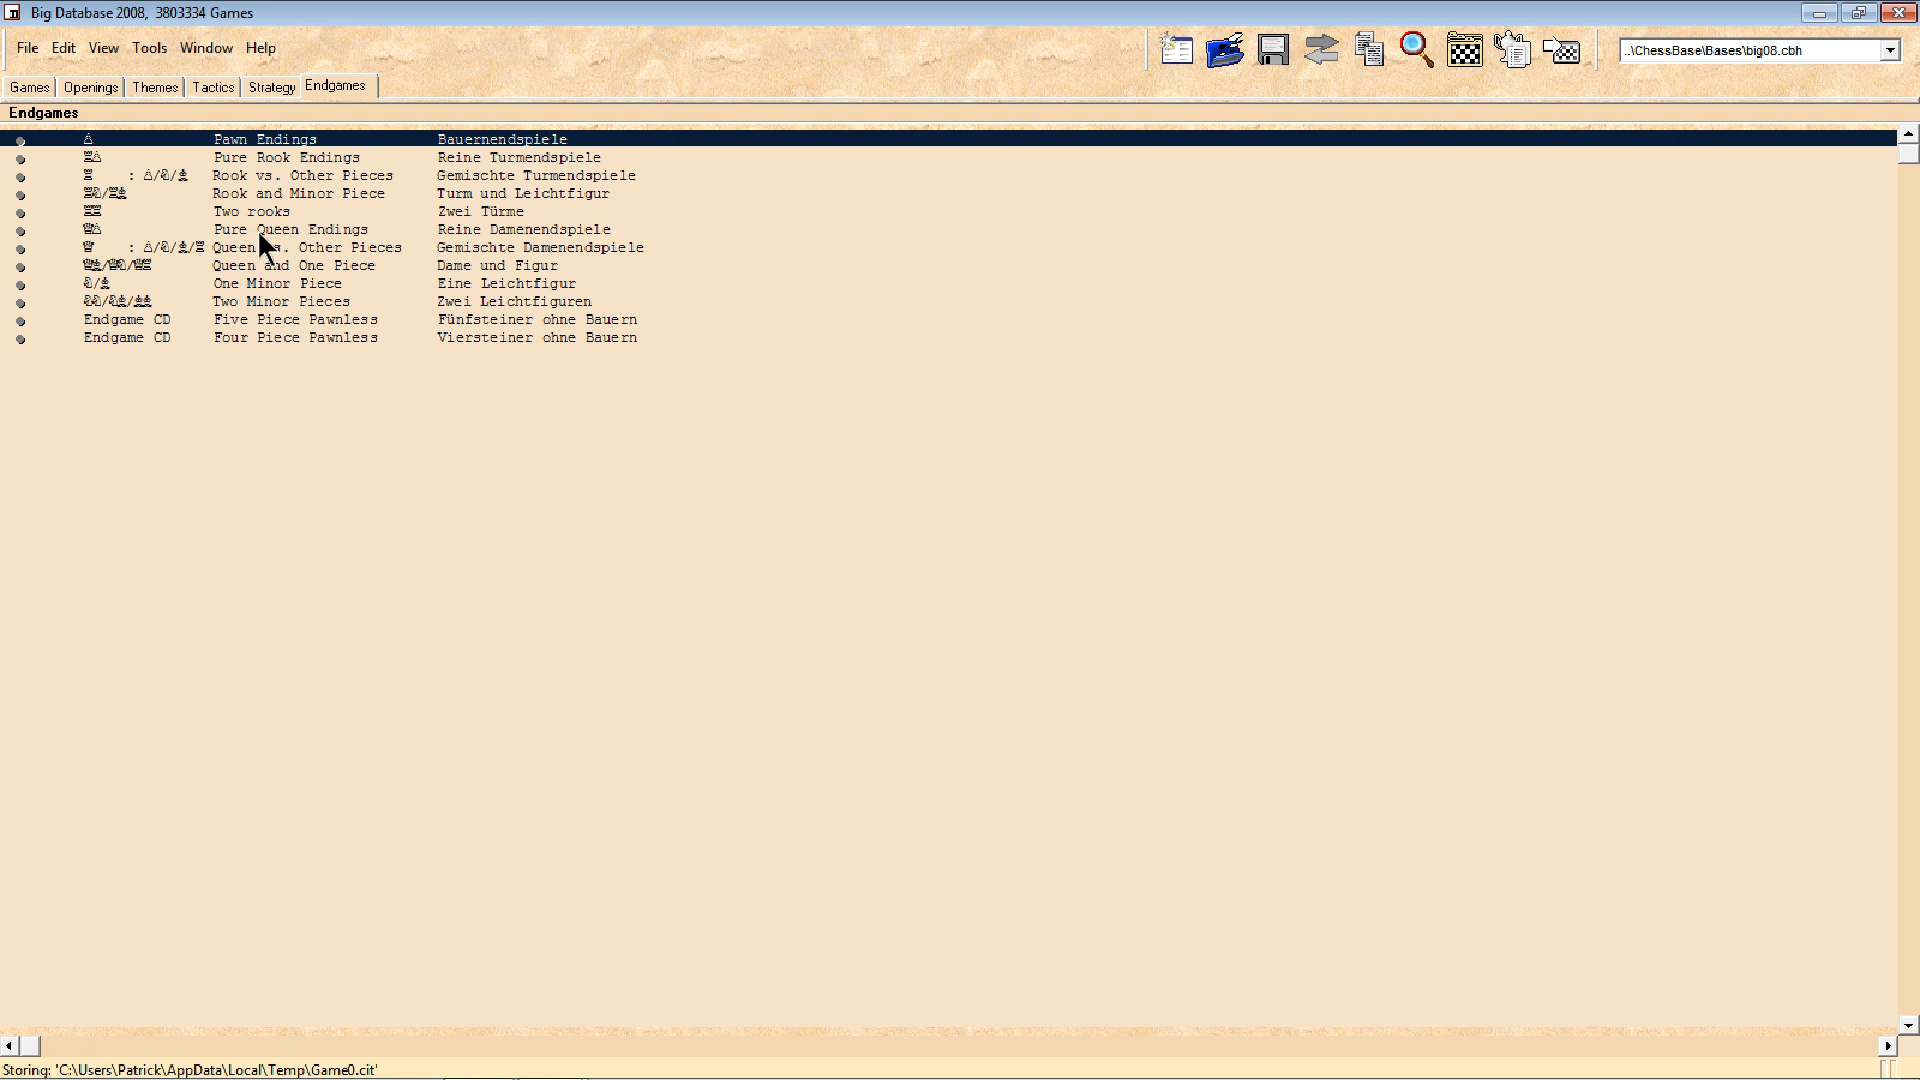 Big Database 2008, 3803334 Games
File Edit View Tools Window Help
..\ChessBase\Bases\big08.cbh
Games Openings Themes Tactics Strategy Endgames
Endgames
♙ Pawn Endings Bauernendspiele
♖♙ Pure Rook Endings Reine Turmendspiele
♖ : ♙/♘/♗ Rook vs. Other Pieces Gemischte Turmendspiele
♖♘/♖♗ Rook and Minor Piece Turm und Leichtfigur
♖♖ Two rooks Zwei Türme
♕♙ Pure Queen Endings Reine Damenendspiele
♕ : ♙/♘/♗/♖ Queen vs. Other Pieces Gemischte Damenendspiele
♕♗/♕♘/♕♖ Queen and One Piece Dame und Figur
♘/♗ One Minor Piece Eine Leichtfigur
♘♘/♘♗/♗♗ Two Minor Pieces Zwei Leichtfiguren
Endgame CD Five Piece Pawnless Fünfsteiner ohne Bauern
Endgame CD Four Piece Pawnless Viersteiner ohne Bauern
Storing: 'C:\Users\Patrick\AppData\Local\Temp\Game0.cit'